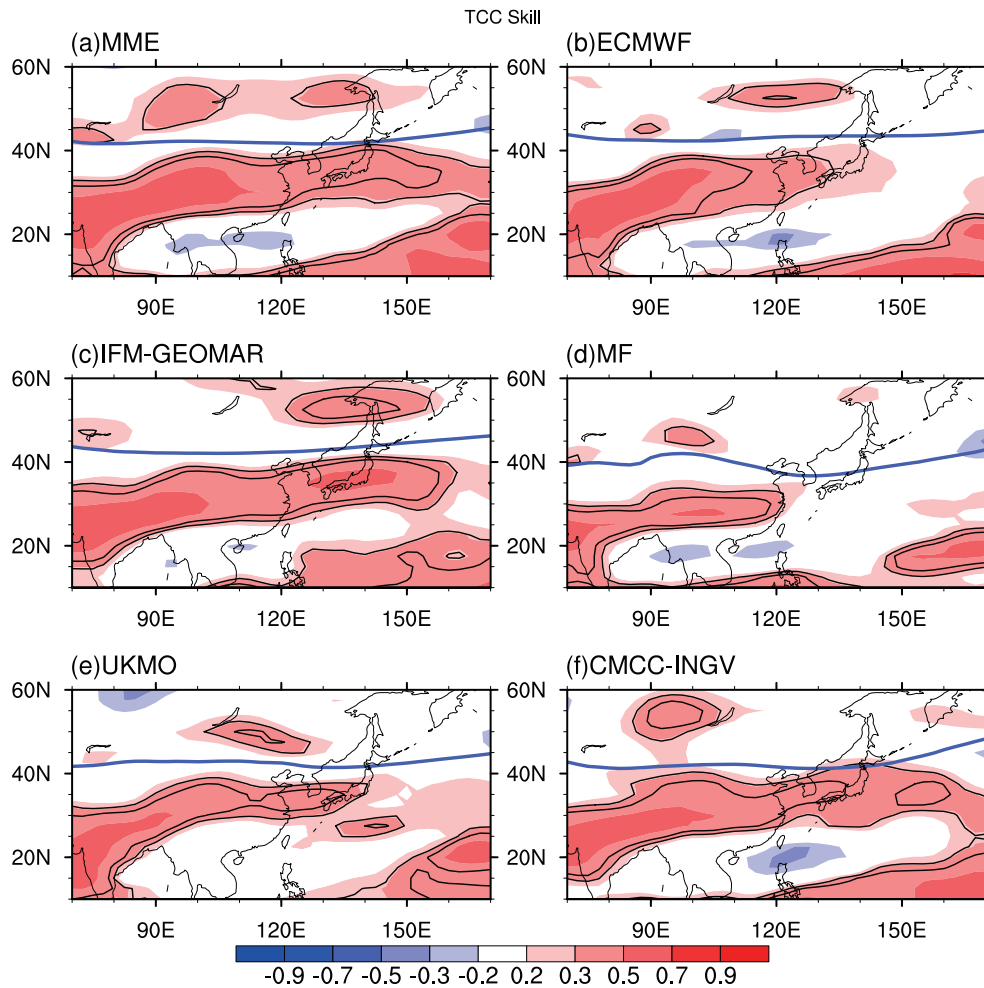 TCC Skill
(a)MME
(b)ECMWF
60N
40N
20N
90E 120E 150E
60N
40N
20N
90E 120E 150E
(c)IFM-GEOMAR
(d)MF
60N
40N
20N
90E 120E 150E
60N
40N
20N
90E 120E 150E
(e)UKMO
(f)CMCC-INGV
60N
40N
20N
90E 120E 150E
60N
40N
20N
90E 120E 150E
-0.9 -0.7 -0.5 -0.3 -0.2 0.2 0.3 0.5 0.7 0.9